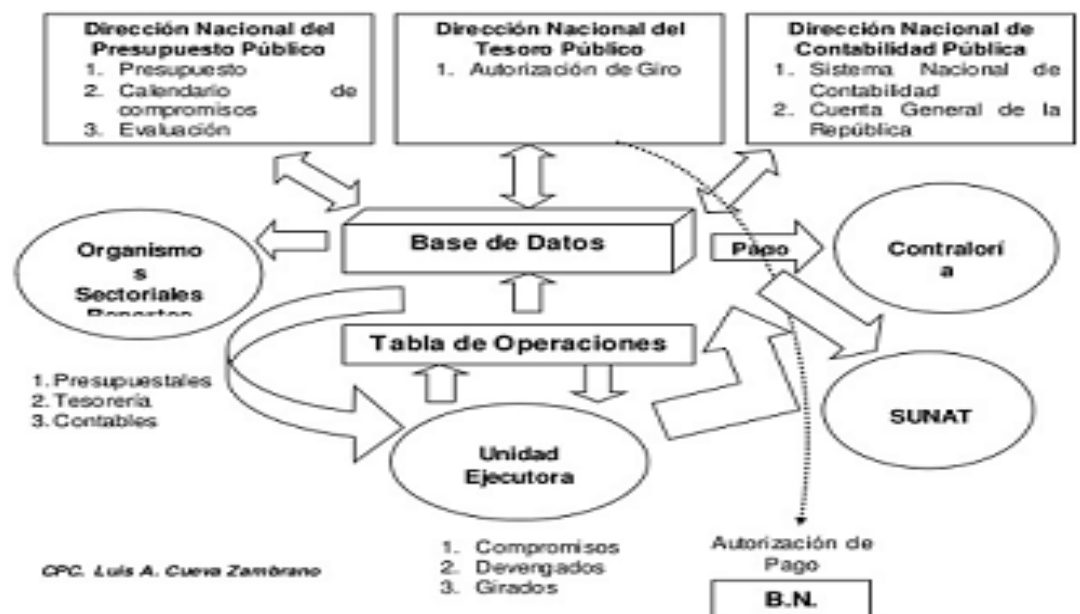 Dirección Nacional del
Presupuesto Público
1. Presupuesto
2. Calendario de
compromisos
3. Evaluación
Dirección Nacional del
Tesoro Público
1. Autorización de Giro
Dirección Nacional de
Contabilidad Pública
1. Sistema Nacional de
Contabilidad
2. Cuenta General de la
República
Organismo
s
Sectoriales
Reportes
Base de Datos
Pago
Contralorí
a
Tabla de Operaciones
1. Presupuestales
2. Tesorería
3. Contables
SUNAT
Unidad
Ejecutora
1. Compromisos
2. Devengados
3. Girados
Autorización de
Pago
B.N.
CPC. Luis A. Cueva Zambrano